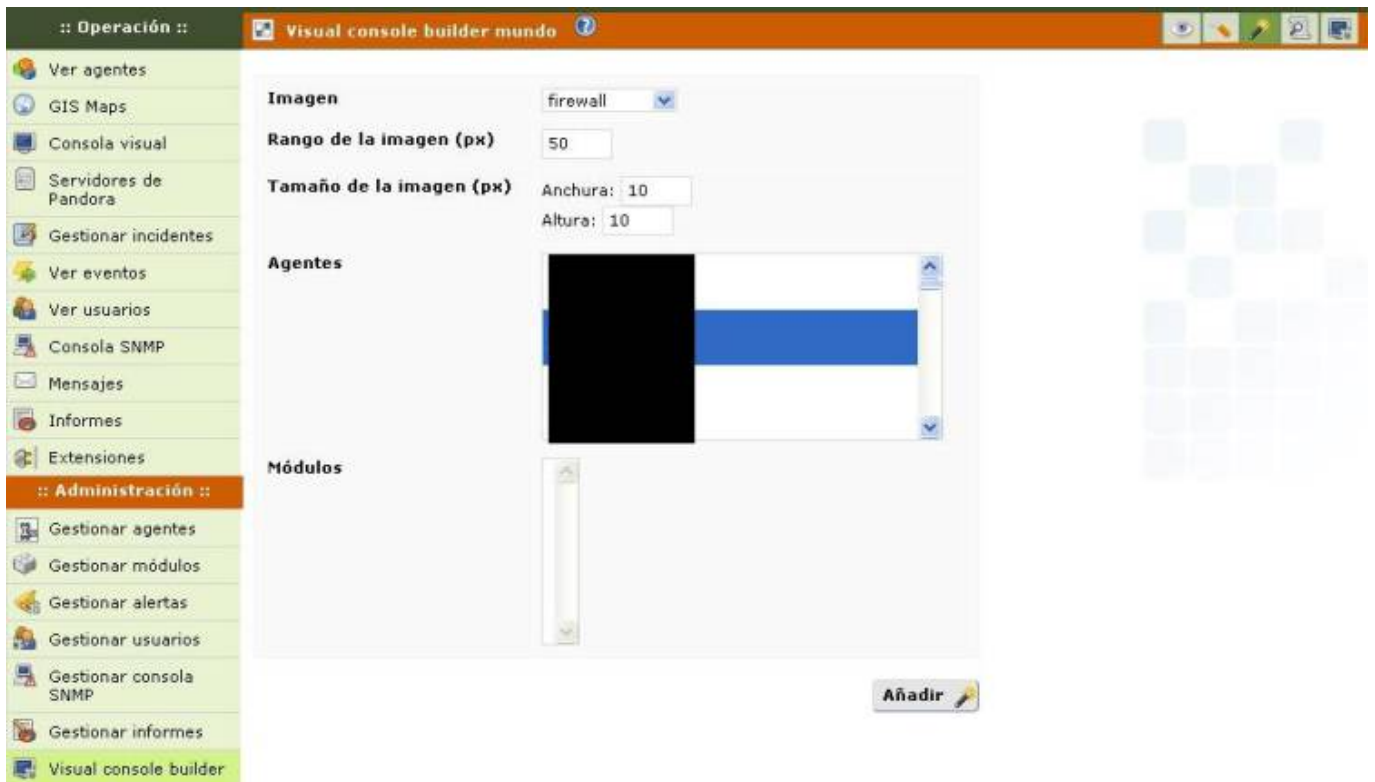 :: Operación ::
Visual console builder mundo
Ver agentes
GIS Maps
Consola visual
Servidores de
Pandora
Gestionar incidentes
Ver eventos
Ver usuarios
Consola SNMP
Mensajes
Informes
Extensiones
:: Administración ::
Gestionar agentes
Gestionar módulos
Gestionar alertas
Gestionar usuarios
Gestionar consola
SNMP
Gestionar informes
Visual console builder
Imagen
firewall
Rango de la imagen (px)
50
Tamaño de la imagen (px)
Anchura: 10
Altura: 10
Agentes
Módulos
Añadir